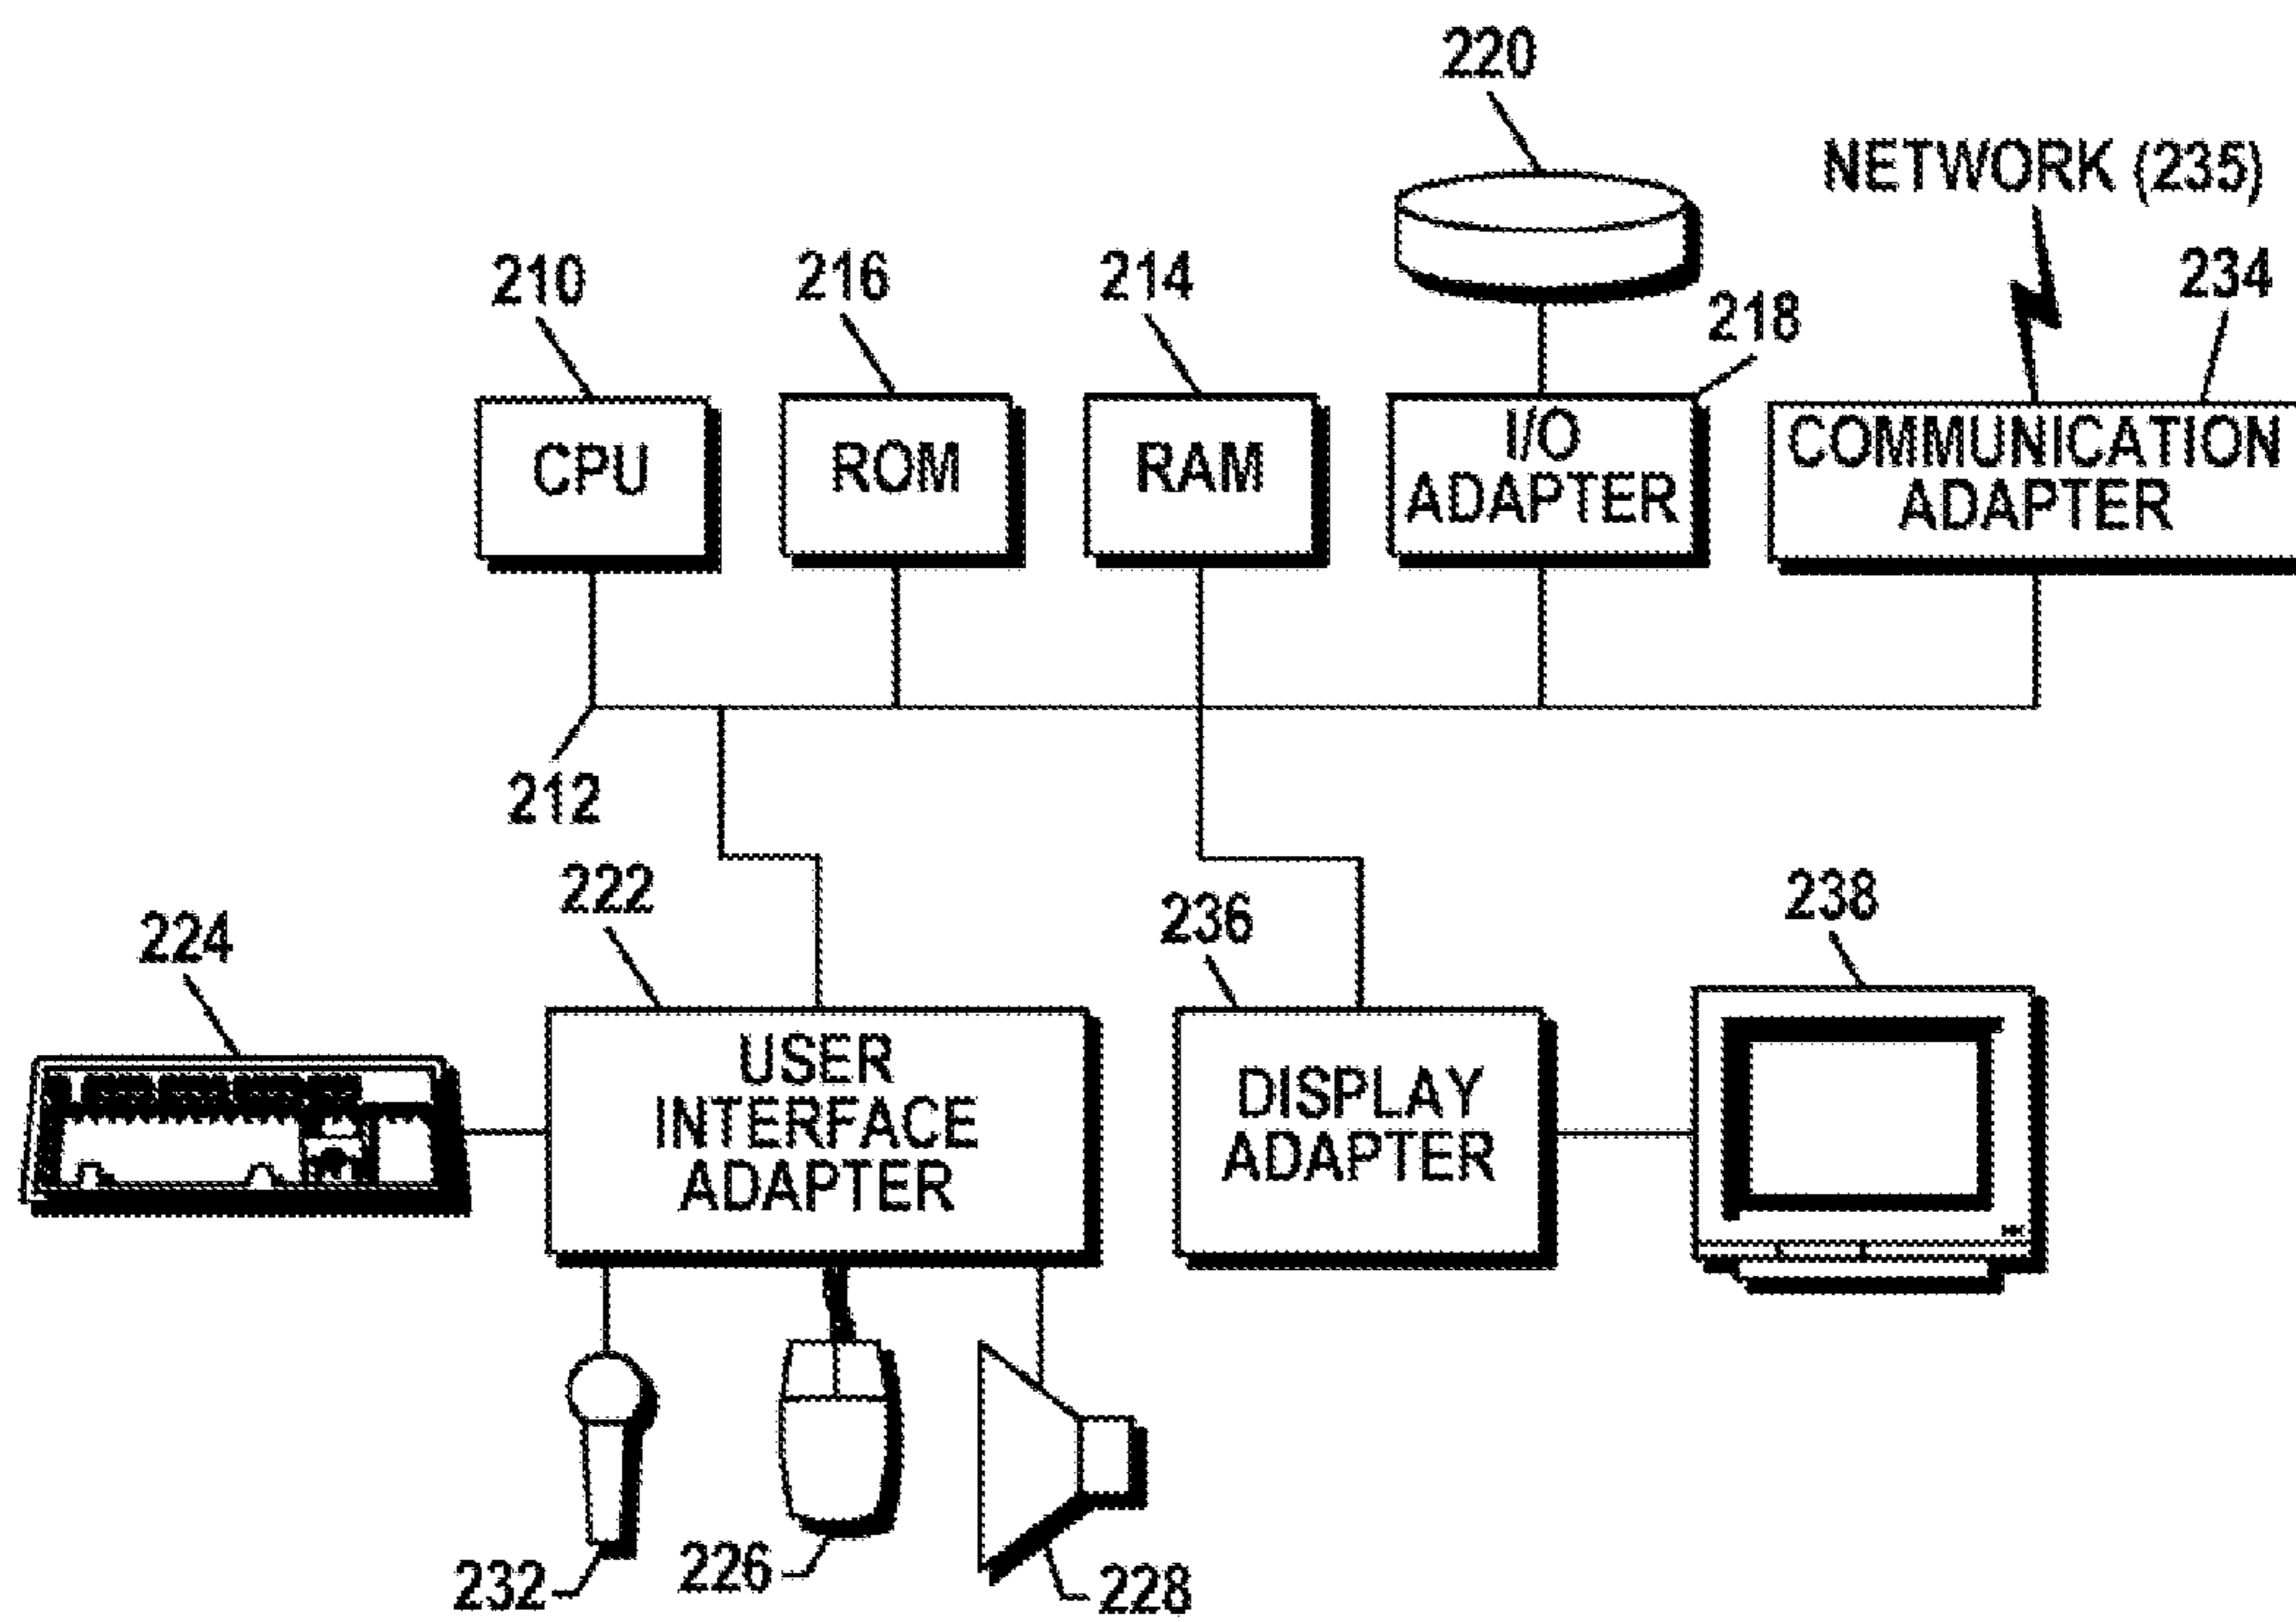 220
NETWORK (235)
210
216
214
218
234
CPU
ROM
RAM
I/O
ADAPTER
COMMUNICATION
ADAPTER
212
222
224
236
238
USER
INTERFACE
ADAPTER
DISPLAY
ADAPTER
232
226
228